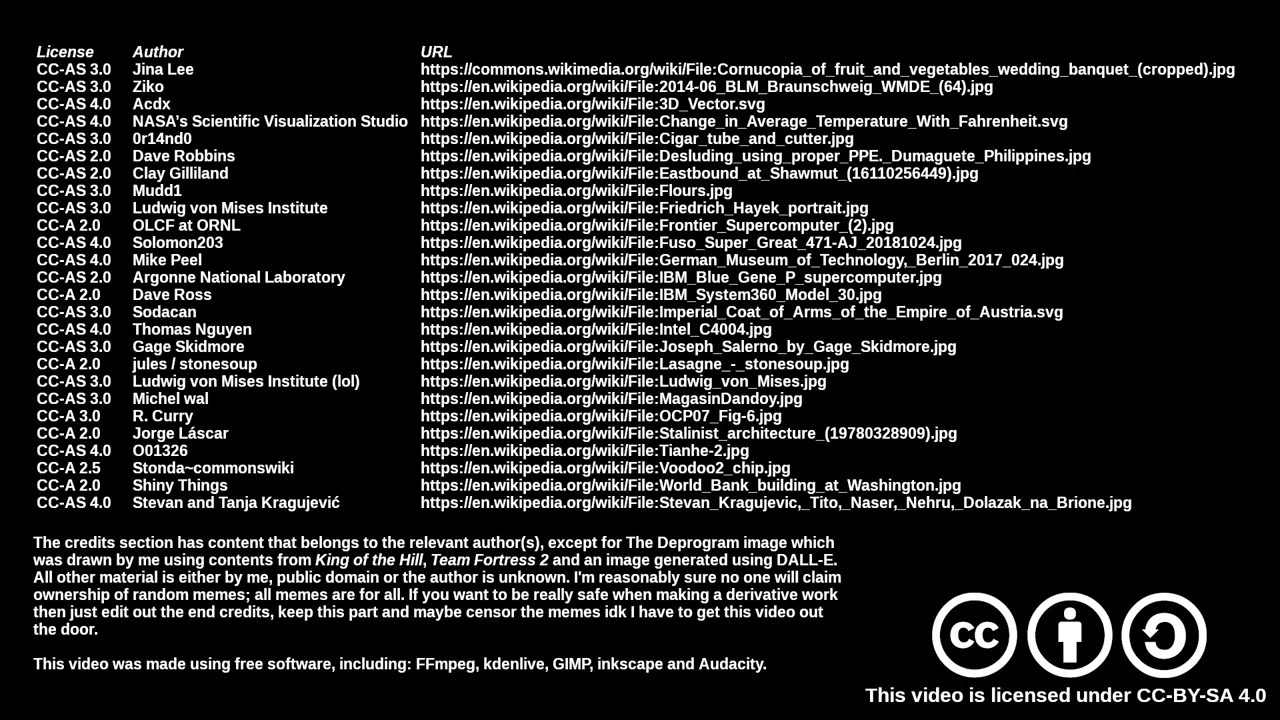 License Author URL
CC-AS 3.0 Jina Lee https://commons.wikimedia.org/wiki/File:Cornucopia_of_fruit_and_vegetables_wedding_banquet_(cropped).jpg
CC-AS 3.0 Ziko https://en.wikipedia.org/wiki/File:2014-06_BLM_Braunschweig_WMDE_(64).jpg
CC-AS 4.0 Acdx https://en.wikipedia.org/wiki/File:3D_Vector.svg
CC-AS 4.0 NASA's Scientific Visualization Studio https://en.wikipedia.org/wiki/File:Change_in_Average_Temperature_With_Fahrenheit.svg
CC-AS 3.0 0r14nd0 https://en.wikipedia.org/wiki/File:Cigar_tube_and_cutter.jpg
CC-AS 2.0 Dave Robbins https://en.wikipedia.org/wiki/File:Desluding_using_proper_PPE._Dumaguete_Philippines.jpg
CC-AS 2.0 Clay Gilliland https://en.wikipedia.org/wiki/File:Eastbound_at_Shawmut_(16110256449).jpg
CC-AS 3.0 Mudd1 https://en.wikipedia.org/wiki/File:Flours.jpg
CC-AS 3.0 Ludwig von Mises Institute https://en.wikipedia.org/wiki/File:Friedrich_Hayek_portrait.jpg
CC-A 2.0 OLCF at ORNL https://en.wikipedia.org/wiki/File:Frontier_Supercomputer_(2).jpg
CC-AS 4.0 Solomon203 https://en.wikipedia.org/wiki/File:Fuso_Super_Great_471-AJ_20181024.jpg
CC-AS 4.0 Mike Peel https://en.wikipedia.org/wiki/File:German_Museum_of_Technology,_Berlin_2017_024.jpg
CC-AS 2.0 Argonne National Laboratory https://en.wikipedia.org/wiki/File:IBM_Blue_Gene_P_supercomputer.jpg
CC-A 2.0 Dave Ross https://en.wikipedia.org/wiki/File:IBM_System360_Model_30.jpg
CC-AS 3.0 Sodacan https://en.wikipedia.org/wiki/File:Imperial_Coat_of_Arms_of_the_Empire_of_Austria.svg
CC-AS 4.0 Thomas Nguyen https://en.wikipedia.org/wiki/File:Intel_C4004.jpg
CC-AS 3.0 Gage Skidmore https://en.wikipedia.org/wiki/File:Joseph_Salerno_by_Gage_Skidmore.jpg
CC-A 2.0 jules / stonesoup https://en.wikipedia.org/wiki/File:Lasagne_-_stonesoup.jpg
CC-AS 3.0 Ludwig von Mises Institute (lol) https://en.wikipedia.org/wiki/File:Ludwig_von_Mises.jpg
CC-AS 3.0 Michel wal https://en.wikipedia.org/wiki/File:MagasinDandoy.jpg
CC-A 3.0 R. Curry https://en.wikipedia.org/wiki/File:OCP07_Fig-6.jpg
CC-A 2.0 Jorge Láscar https://en.wikipedia.org/wiki/File:Stalinist_architecture_(19780328909).jpg
CC-AS 4.0 O01326 https://en.wikipedia.org/wiki/File:Tianhe-2.jpg
CC-A 2.5 Stonda~commonswiki https://en.wikipedia.org/wiki/File:Voodoo2_chip.jpg
CC-A 2.0 Shiny Things https://en.wikipedia.org/wiki/File:World_Bank_building_at_Washington.jpg
CC-AS 4.0 Stevan and Tanja Kragujević https://en.wikipedia.org/wiki/File:Stevan_Kragujevic,_Tito,_Naser,_Nehru,_Dolazak_na_Brione.jpg
The credits section has content that belongs to the relevant author(s), except for The Deprogram image which
was drawn by me using contents from King of the Hill, Team Fortress 2 and an image generated using DALL-E.
All other material is either by me, public domain or the author is unknown. I'm reasonably sure no one will claim
ownership of random memes; all memes are for all. If you want to be really safe when making a derivative work
then just edit out the end credits, keep this part and maybe censor the memes idk I have to get this video out
the door.
This video was made using free software, including: FFmpeg, kdenlive, GIMP, inkscape and Audacity.
cc
This video is licensed under CC-BY-SA 4.0